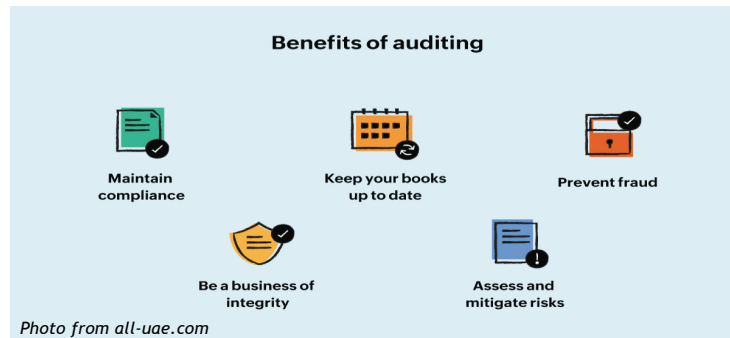 Benefits of auditing
Maintain
compliance
Keep your books
up to date
Prevent fraud
Be a business of
integrity
Assess and
mitigate risks
Photo from all-uae.com